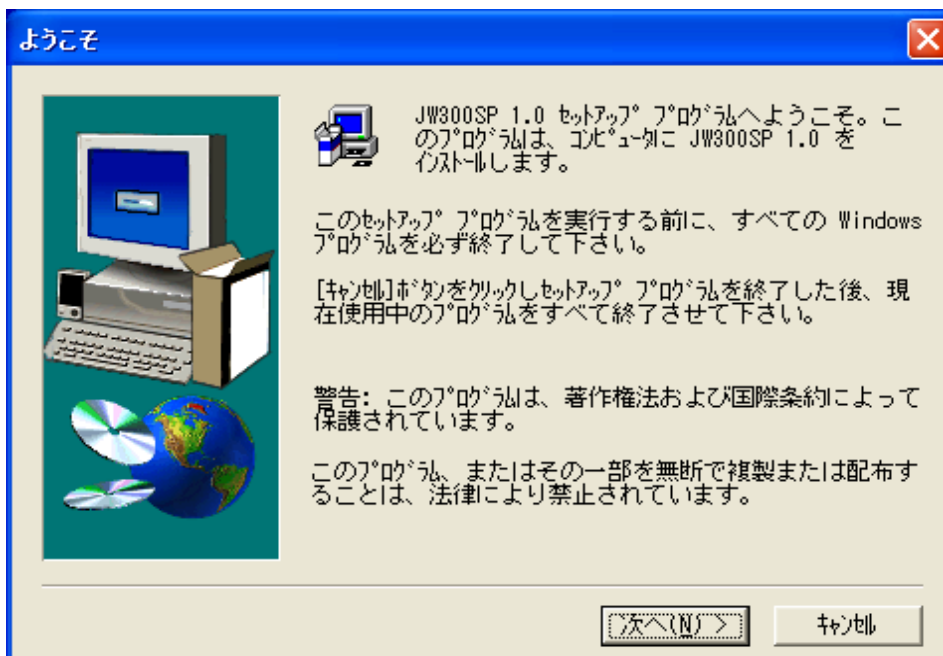 ようこそ
JW300SP 1.0 ｾｯﾄｱｯﾌﾟ ﾌﾟﾛｸﾞﾗﾑへようこそ。こ
のﾌﾟﾛｸﾞﾗﾑは、ｺﾝﾋﾟｭｰﾀに JW300SP 1.0 を
ｲﾝｽﾄｰﾙします。
このｾｯﾄｱｯﾌﾟ ﾌﾟﾛｸﾞﾗﾑを実行する前に、すべての Windows
ﾌﾟﾛｸﾞﾗﾑを必ず終了して下さい。
[ｷｬﾝｾﾙ]ﾎﾞﾀﾝをｸﾘｯｸしｾｯﾄｱｯﾌﾟ ﾌﾟﾛｸﾞﾗﾑを終了した後、現
在使用中のﾌﾟﾛｸﾞﾗﾑをすべて終了させて下さい。
警告: このﾌﾟﾛｸﾞﾗﾑは、著作権法および国際条約によって
保護されています。
このﾌﾟﾛｸﾞﾗﾑ、またはその一部を無断で複製または配布す
ることは、法律により禁止されています。
次へ(N) >
ｷｬﾝｾﾙ